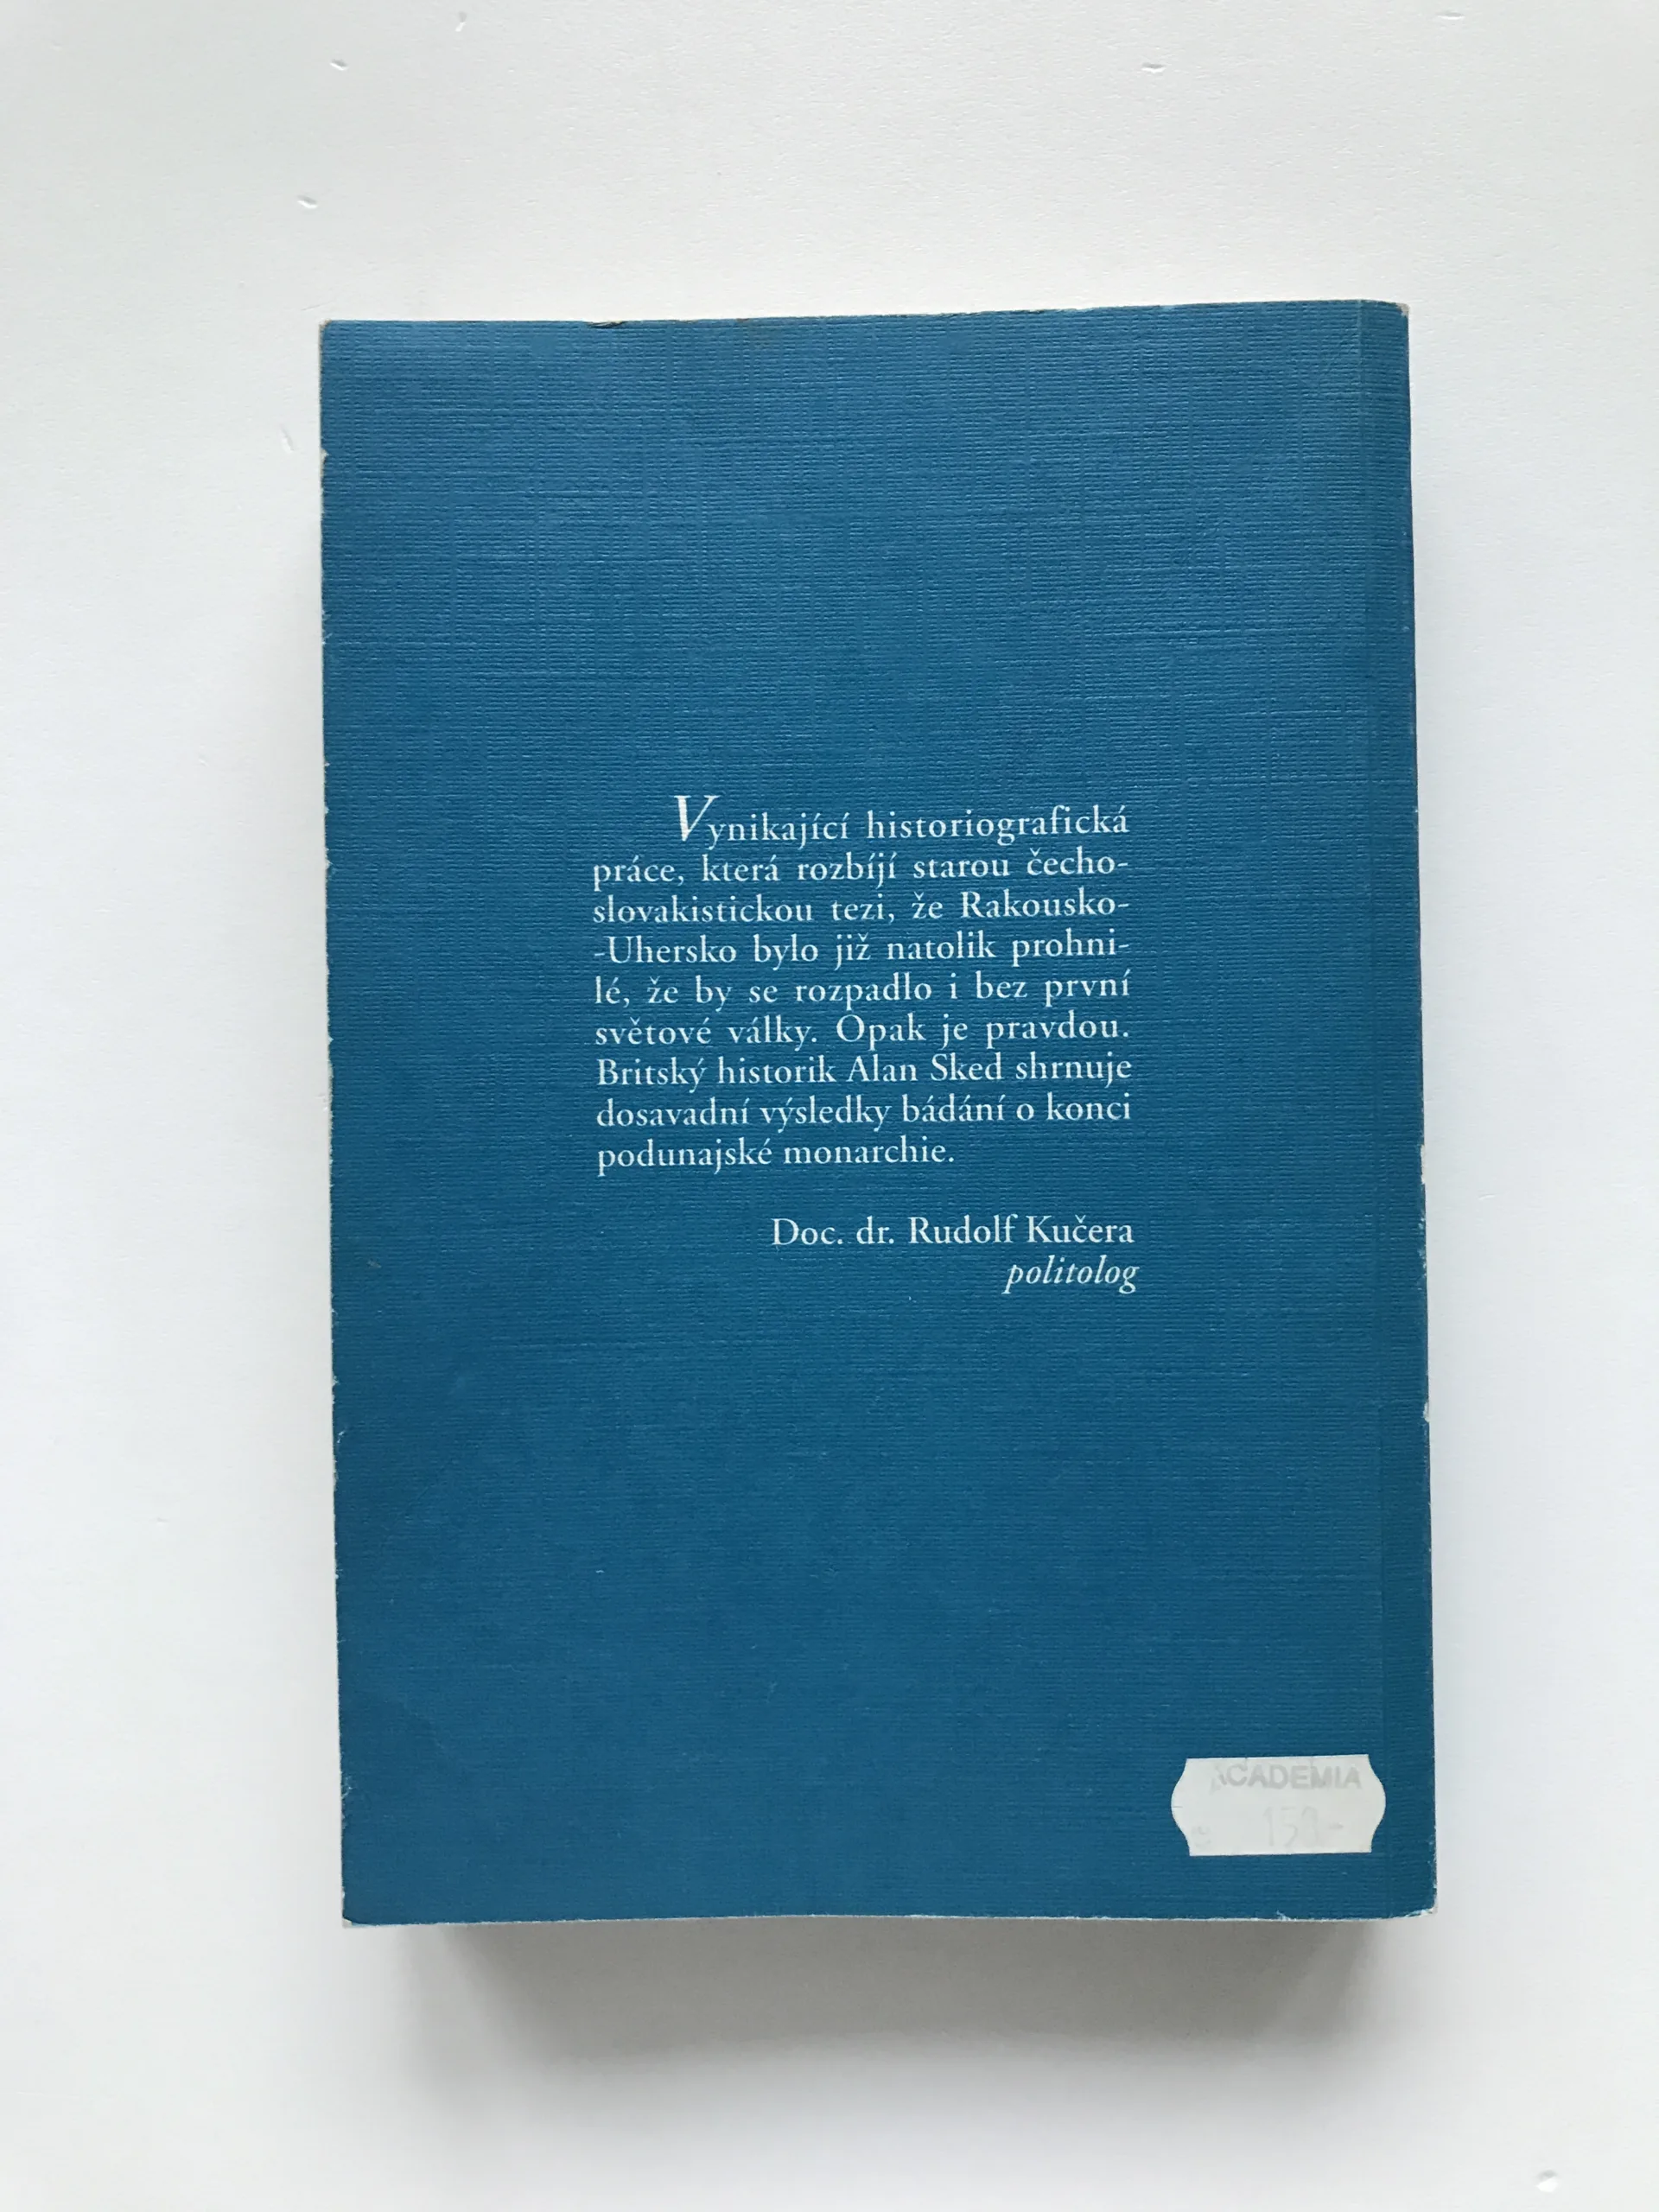 Vynikající historiografická
práce, která rozbíjí starou čecho-
slovakistickou tezi, že Rakousko-
-Uhersko bylo již natolik prohni-
lé, že by se rozpadlo i bez první
světové války. Opak je pravdou.
Britský historik Alan Sked shrnuje
dosavadní výsledky bádání o konci
podunajské monarchie.
Doc. dr. Rudolf Kučera
politolog
ACADEMIA